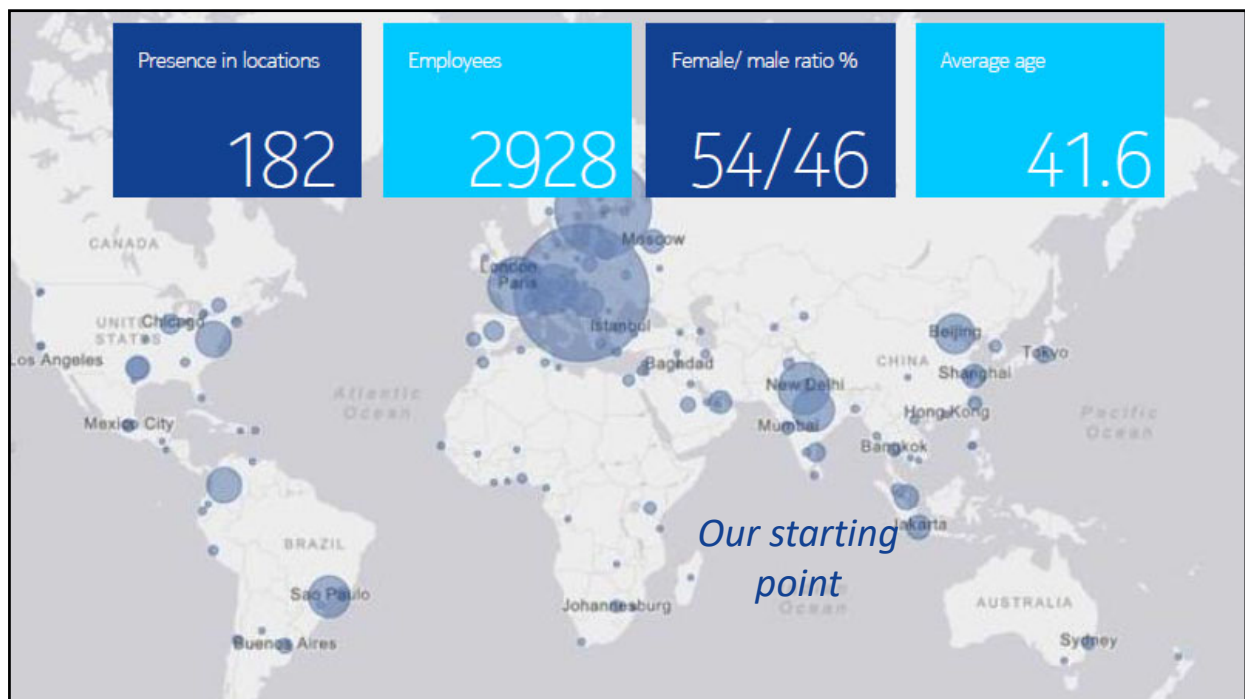 Presence in locations
182
Employees
2928
Female/ male ratio %
54/46
Average age
41.6
CANADA
Moscow
London
Paris
UNITED
STATES
Chicago
Istanbul
Beijing
Los Angeles
Baghdad
CHINA
Tokyo
Shanghai
Atlantic
Ocean
New Delhi
Mexico City
Mumbai
Hong Kong
Pacific
Ocean
Bangkok
Our starting
point
Jakarta
BRAZIL
Sao Paulo
Johannesburg
Ocean
AUSTRALIA
Buenos Aires
Sydney